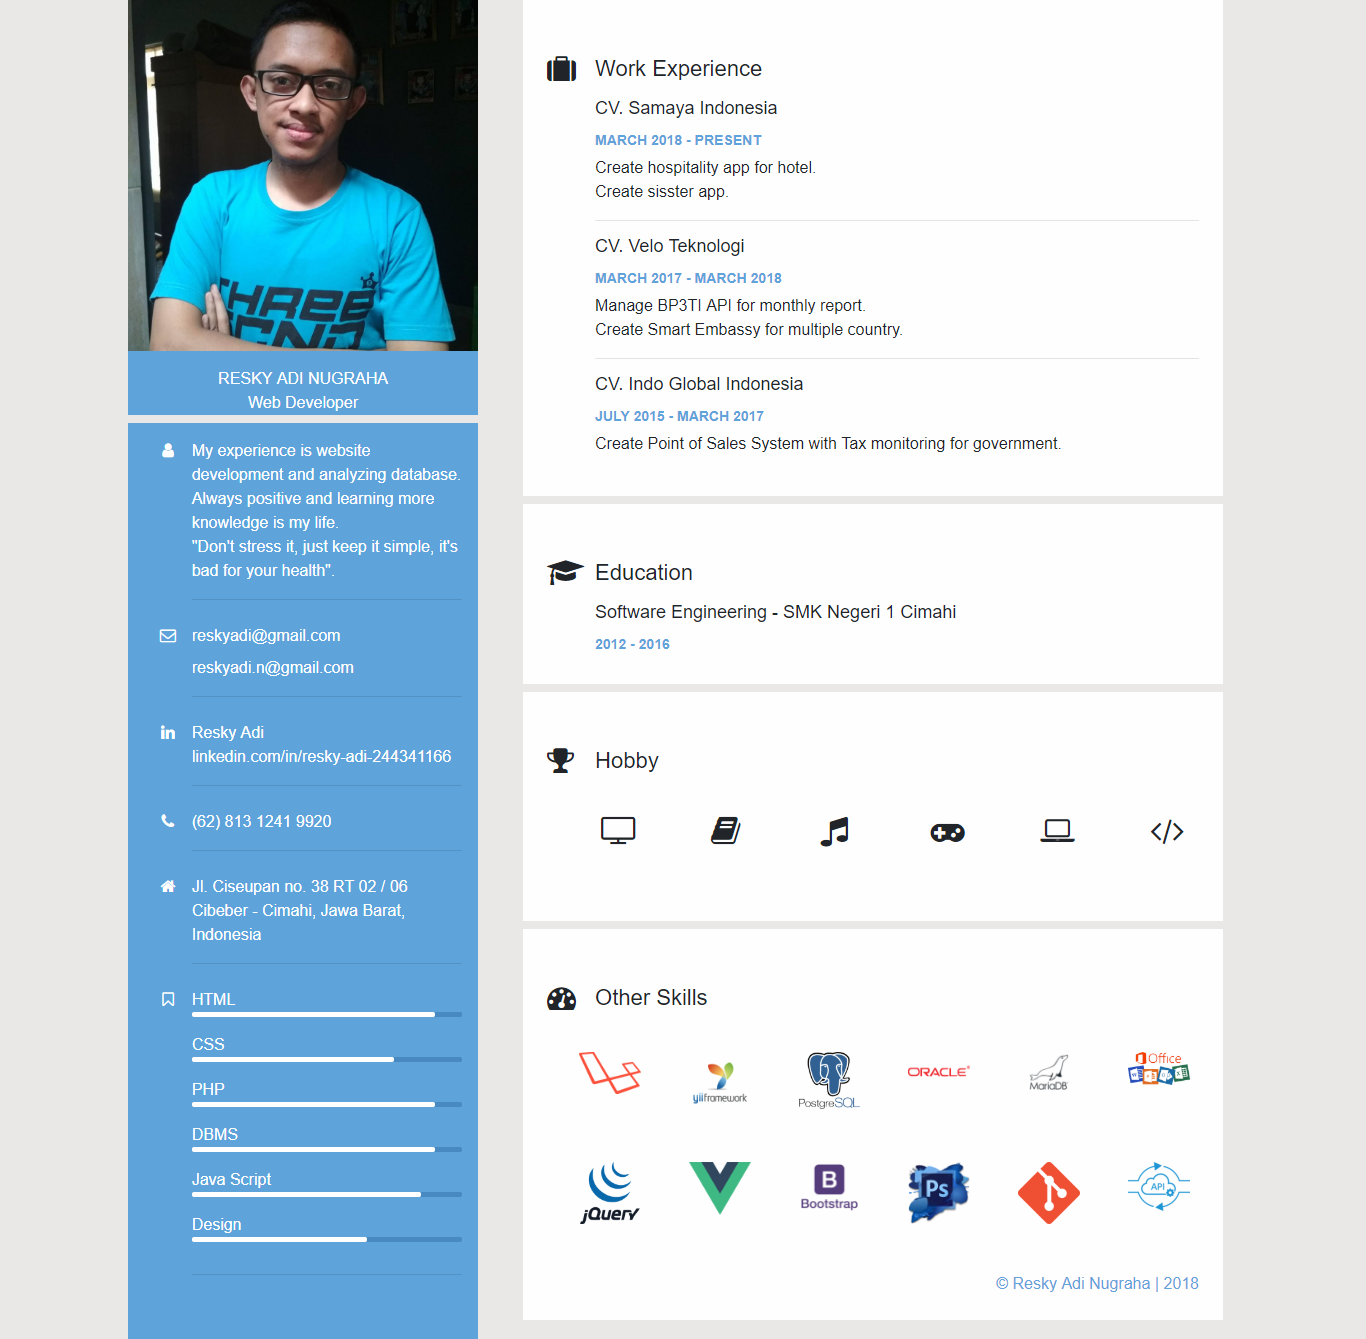 THREE
RESKY ADI NUGRAHA
Web Developer
My experience is website
development and analyzing database.
Always positive and learning more
knowledge is my life.
"Don't stress it, just keep it simple, it's
bad for your health".
reskyadi@gmail.com
reskyadi.n@gmail.com
Resky Adi
linkedin.com/in/resky-adi-244341166
(62) 813 1241 9920
Jl. Ciseupan no. 38 RT 02 / 06
Cibeber - Cimahi, Jawa Barat,
Indonesia
HTML
CSS
PHP
DBMS
Java Script
Design
Work Experience
CV. Samaya Indonesia
MARCH 2018 - PRESENT
Create hospitality app for hotel.
Create sisster app.
CV. Velo Teknologi
MARCH 2017 - MARCH 2018
Manage BP3TI API for monthly report.
Create Smart Embassy for multiple country.
CV. Indo Global Indonesia
JULY 2015 - MARCH 2017
Create Point of Sales System with Tax monitoring for government.
Education
Software Engineering - SMK Negeri 1 Cimahi
2012 - 2016
Hobby
Other Skills
yiiframework
PostgreSQL
ORACLE
MariaDB
Office
jQuery
B
Bootstrap
Ps
API
© Resky Adi Nugraha | 2018